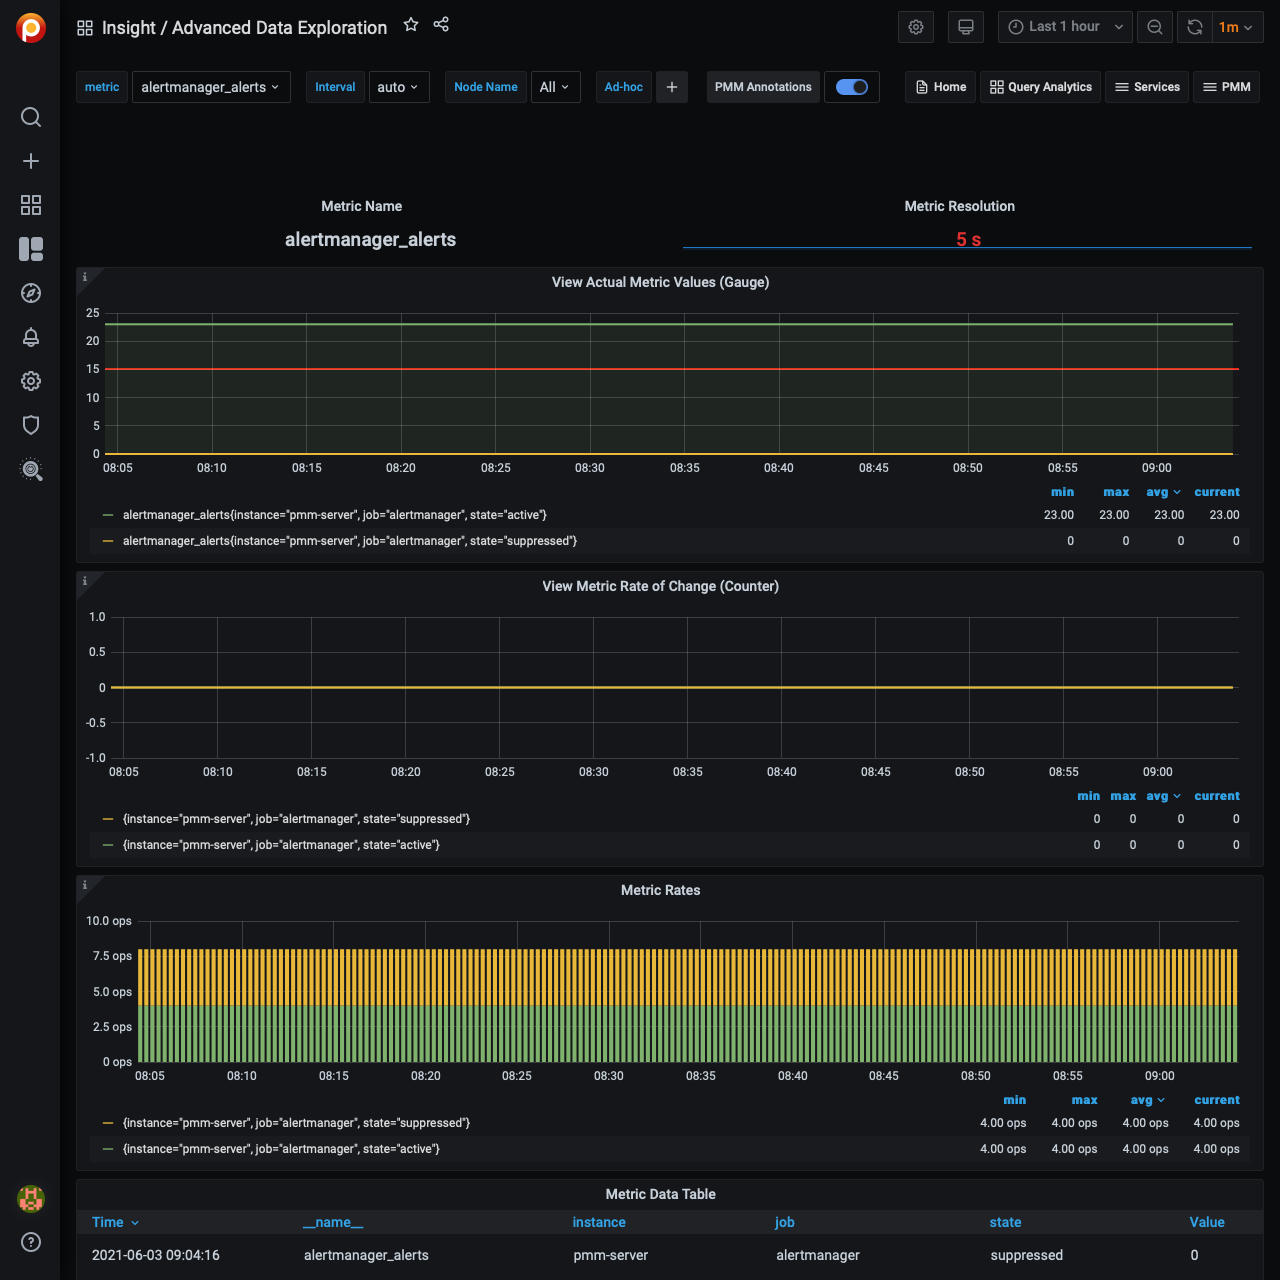 Insight / Advanced Data Exploration
Last 1 hour
1m
metric alertmanager_alerts Interval auto Node Name All Ad-hoc + PMM Annotations Home Query Analytics Services PMM
Metric Name
alertmanager_alerts
Metric Resolution
5 s
i
View Actual Metric Values (Gauge)
25
20
15
10
5
0
08:05 08:10 08:15 08:20 08:25 08:30 08:35 08:40 08:45 08:50 08:55 09:00
min max avg current
alertmanager_alerts{instance="pmm-server", job="alertmanager", state="active"} 23.00 23.00 23.00 23.00
alertmanager_alerts{instance="pmm-server", job="alertmanager", state="suppressed"} 0 0 0 0
i
View Metric Rate of Change (Counter)
1.0
0.5
0
-0.5
-1.0
08:05 08:10 08:15 08:20 08:25 08:30 08:35 08:40 08:45 08:50 08:55 09:00
min max avg current
{instance="pmm-server", job="alertmanager", state="suppressed"} 0 0 0 0
{instance="pmm-server", job="alertmanager", state="active"} 0 0 0 0
i
Metric Rates
10.0 ops
7.5 ops
5.0 ops
2.5 ops
0 ops
08:05 08:10 08:15 08:20 08:25 08:30 08:35 08:40 08:45 08:50 08:55 09:00
min max avg current
{instance="pmm-server", job="alertmanager", state="suppressed"} 4.00 ops 4.00 ops 4.00 ops 4.00 ops
{instance="pmm-server", job="alertmanager", state="active"} 4.00 ops 4.00 ops 4.00 ops 4.00 ops
Metric Data Table
Time __name__ instance job state Value
2021-06-03 09:04:16 alertmanager_alerts pmm-server alertmanager suppressed 0